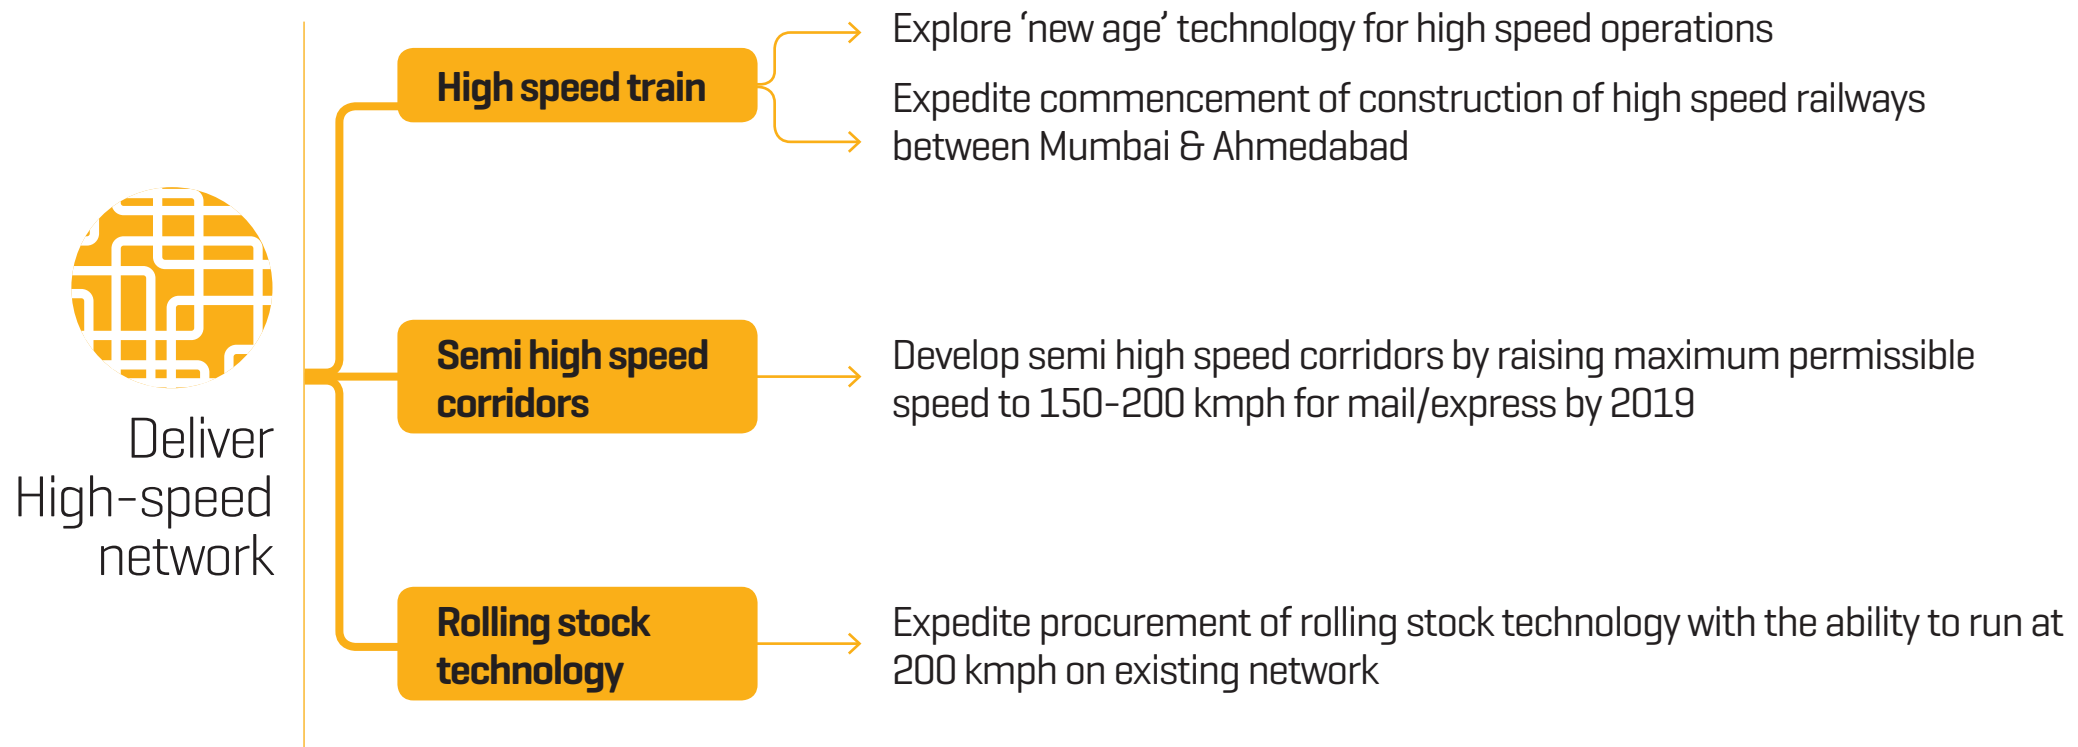 Deliver
High-speed
network
High speed train
Explore ‘new age’ technology for high speed operations
Expedite commencement of construction of high speed railways
between Mumbai & Ahmedabad
Semi high speed
corridors
Develop semi high speed corridors by raising maximum permissible
speed to 150-200 kmph for mail/express by 2019
Rolling stock
technology
Expedite procurement of rolling stock technology with the ability to run at
200 kmph on existing network